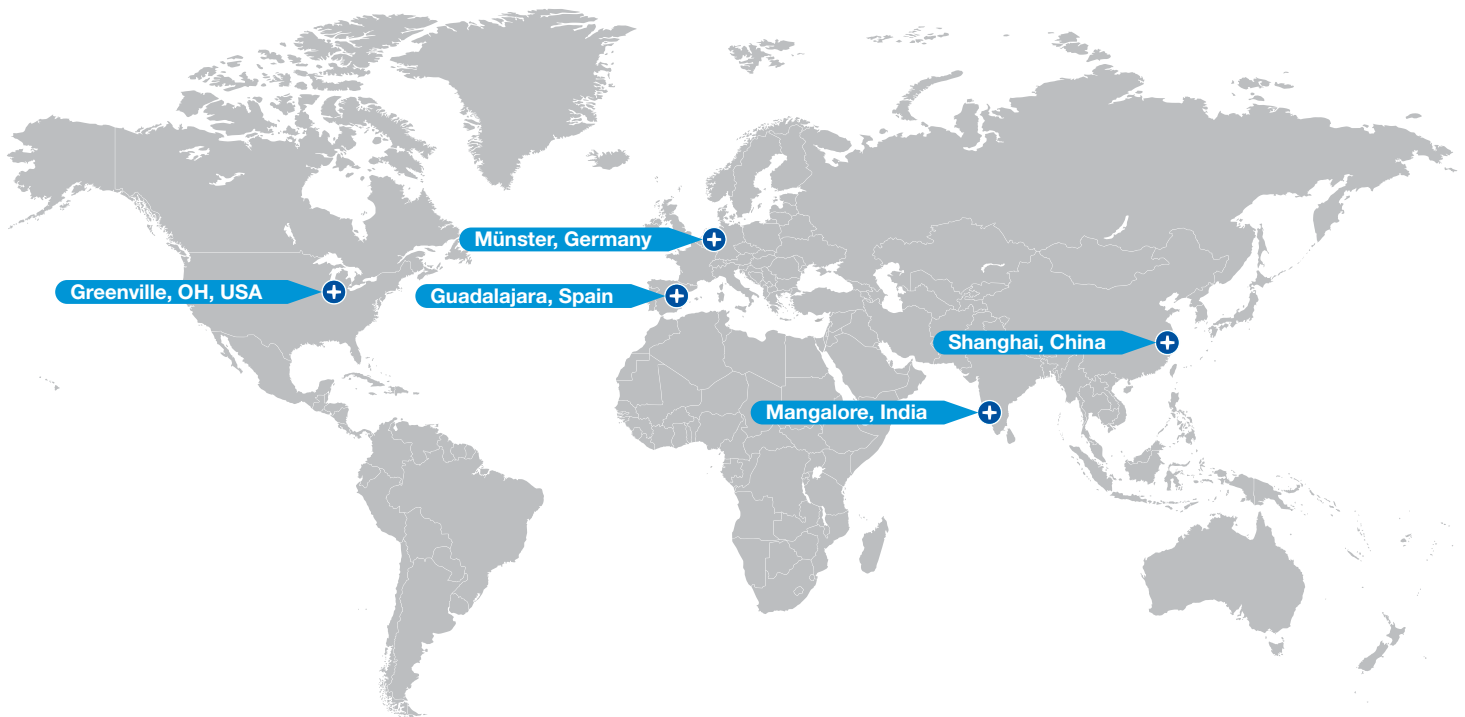 Münster, Germany
Greenville, OH, USA
Guadalajara, Spain
Shanghai, China
Mangalore, India